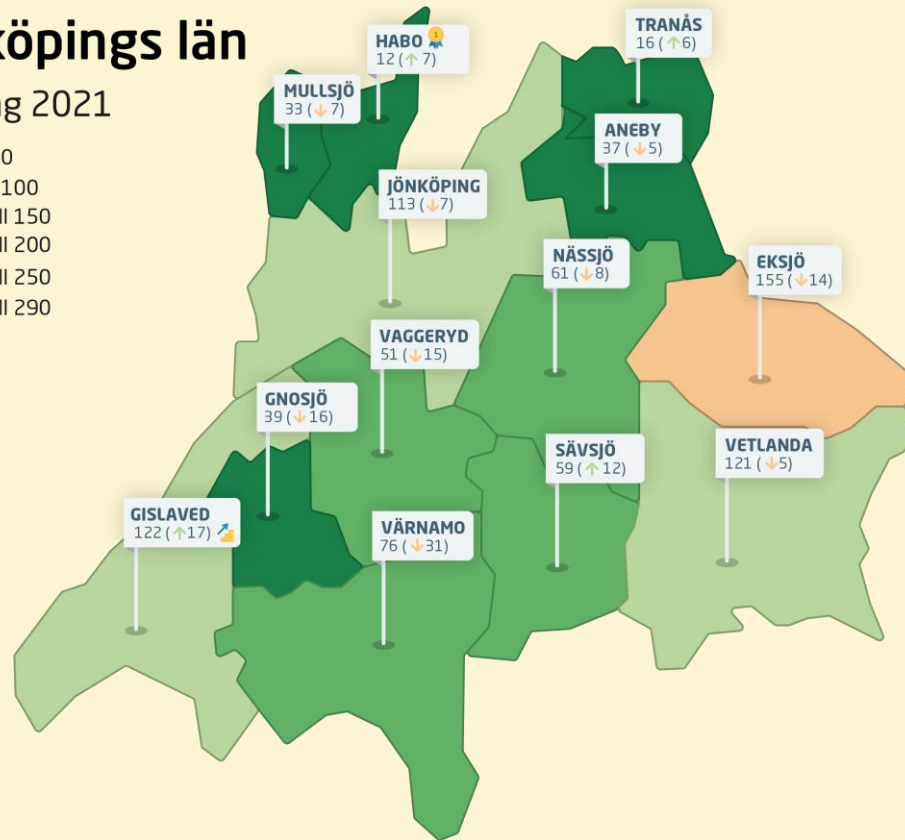 köpings län
g 2021
0
100
ll 150
ll 200
ll 250
ll 290
HABO 1
12 (↑ 7)
TRANÅS
16 (↑6)
MULLSJÖ
33 (↓ 7)
ANEBY
37 (↓5)
JÖNKÖPING
113 (↓7)
NÄSSJÖ
61 (↓8)
EKSJÖ
155 (↓14)
VAGGERYD
51 (↓15)
GNOSJÖ
39 (↓16)
SÄVSJÖ
59 (↑ 12)
VETLANDA
121 (↓5)
GISLAVED
122 (↑17)
VÄRNAMO
76 (↓31)